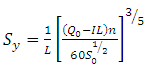 S_y = \frac{1}{L} \left[ \frac{(Q_0 - IL)n}{60S_0^{1/2}} \right]^{3/5}